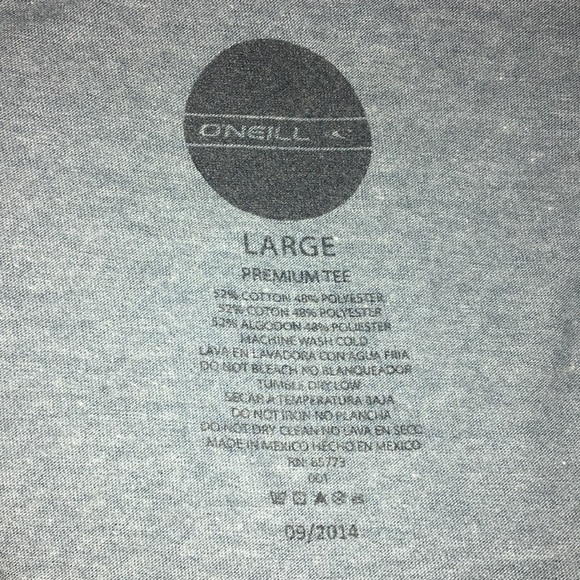 O'NEILL
LARGE
PREMIUM TEE
52% COTTON 48% POLYESTER
52% COTON 48% POLYESTER
52% ALGODON 48% POLIESTER
MACHINE WASH COLD
LAVA EN LAVADORA CON AGUA FRIA
DO NOT BLEACH NO BLANQUEADOR
TUMBLE DRY LOW
SECAR A TEMPERATURA BAJA
DO NOT IRON NO PLANCHA
DO NOT DRY CLEAN NO LAVA EN SECO
MADE IN MEXICO HECHO EN MEXICO
RN: 85773
001
09/2014